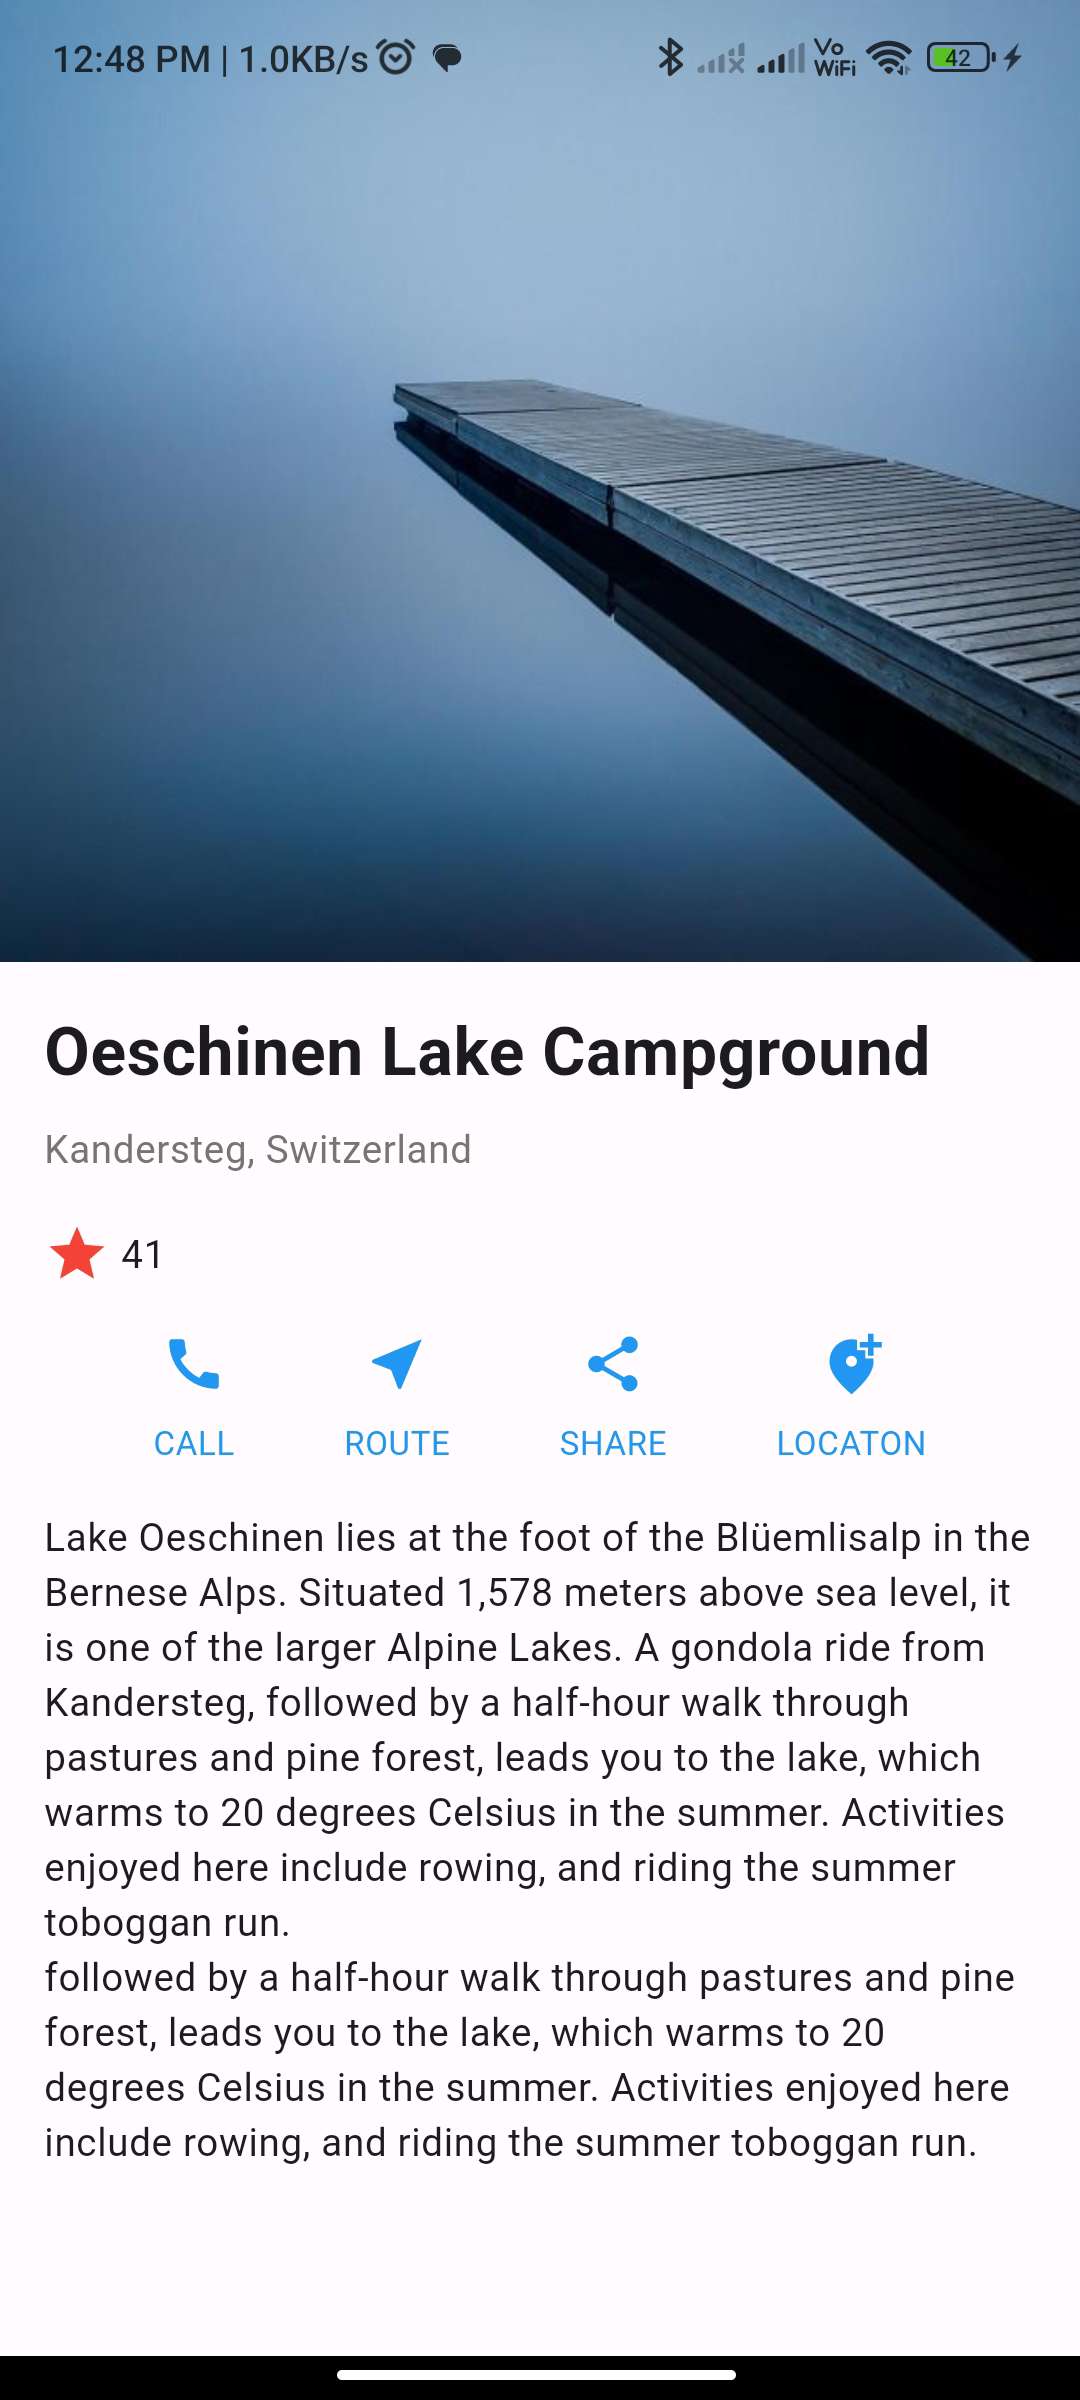 12:48 PM | 1.0KB/s
Vo
WiFi
42
Oeschinen Lake Campground
Kandersteg, Switzerland
41
CALL ROUTE SHARE LOCATON
Lake Oeschinen lies at the foot of the Blüemlisalp in the
Bernese Alps. Situated 1,578 meters above sea level, it
is one of the larger Alpine Lakes. A gondola ride from
Kandersteg, followed by a half-hour walk through
pastures and pine forest, leads you to the lake, which
warms to 20 degrees Celsius in the summer. Activities
enjoyed here include rowing, and riding the summer
toboggan run.
followed by a half-hour walk through pastures and pine
forest, leads you to the lake, which warms to 20
degrees Celsius in the summer. Activities enjoyed here
include rowing, and riding the summer toboggan run.